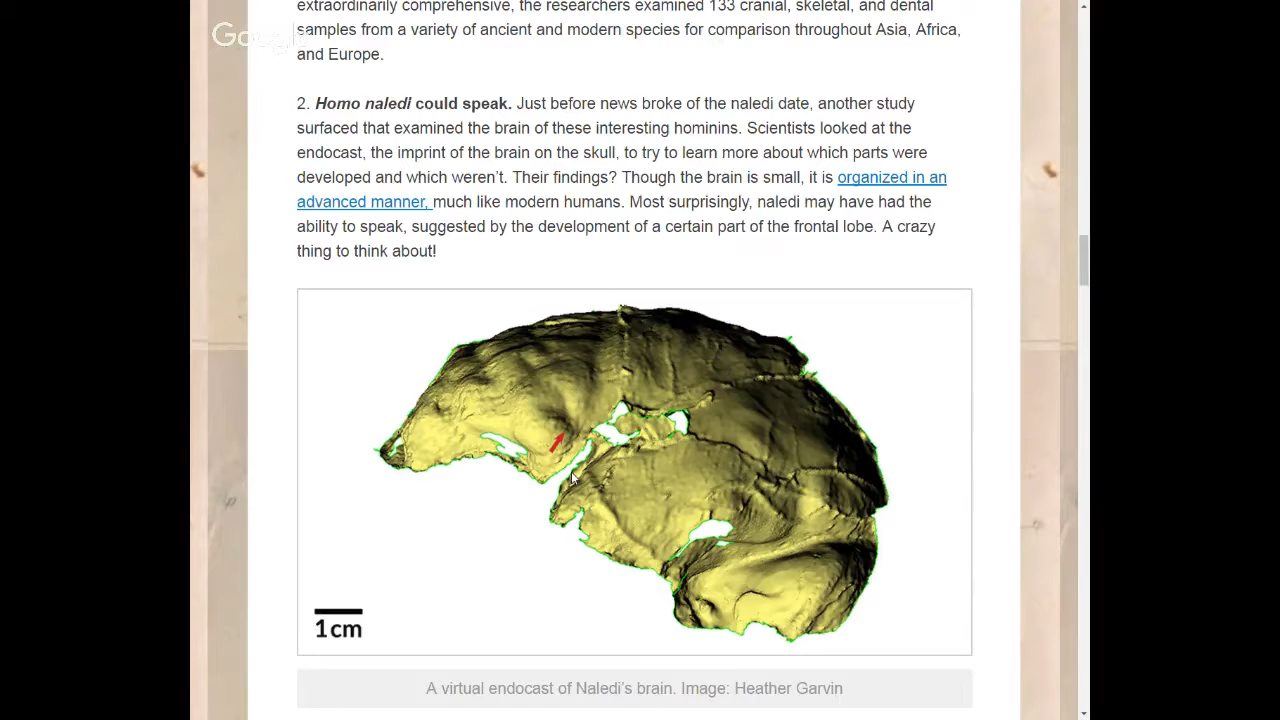 extraordinarily comprehensive, the researchers examined 133 cranial, skeletal, and dental
Google
samples from a variety of ancient and modern species for comparison throughout Asia, Africa,
and Europe.
2. Homo naledi could speak. Just before news broke of the naledi date, another study
surfaced that examined the brain of these interesting hominins. Scientists looked at the
endocast, the imprint of the brain on the skull, to try to learn more about which parts were
developed and which weren't. Their findings? Though the brain is small, it is organized in an
advanced manner, much like modern humans. Most surprisingly, naledi may have had the
ability to speak, suggested by the development of a certain part of the frontal lobe. A crazy
thing to think about!
1 cm
A virtual endocast of Naledi's brain. Image: Heather Garvin